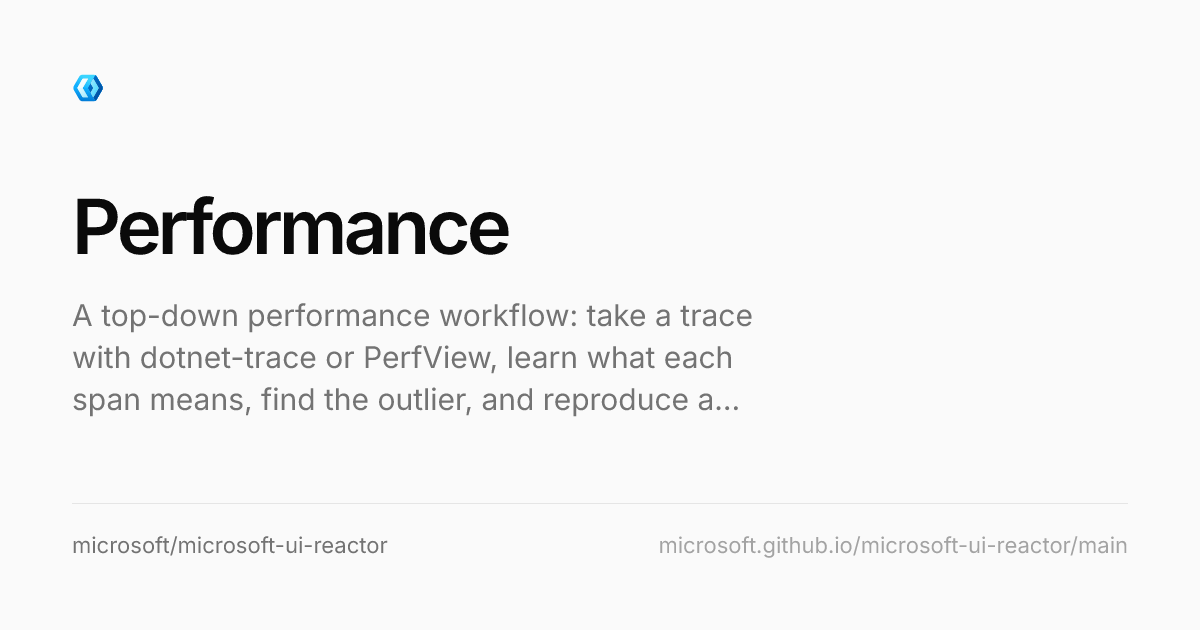 Performance
A top-down performance workflow: take a trace
with dotnet-trace or PerfView, learn what each
span means, find the outlier, and reproduce a...
microsoft/microsoft-ui-reactor
microsoft.github.io/microsoft-ui-reactor/main